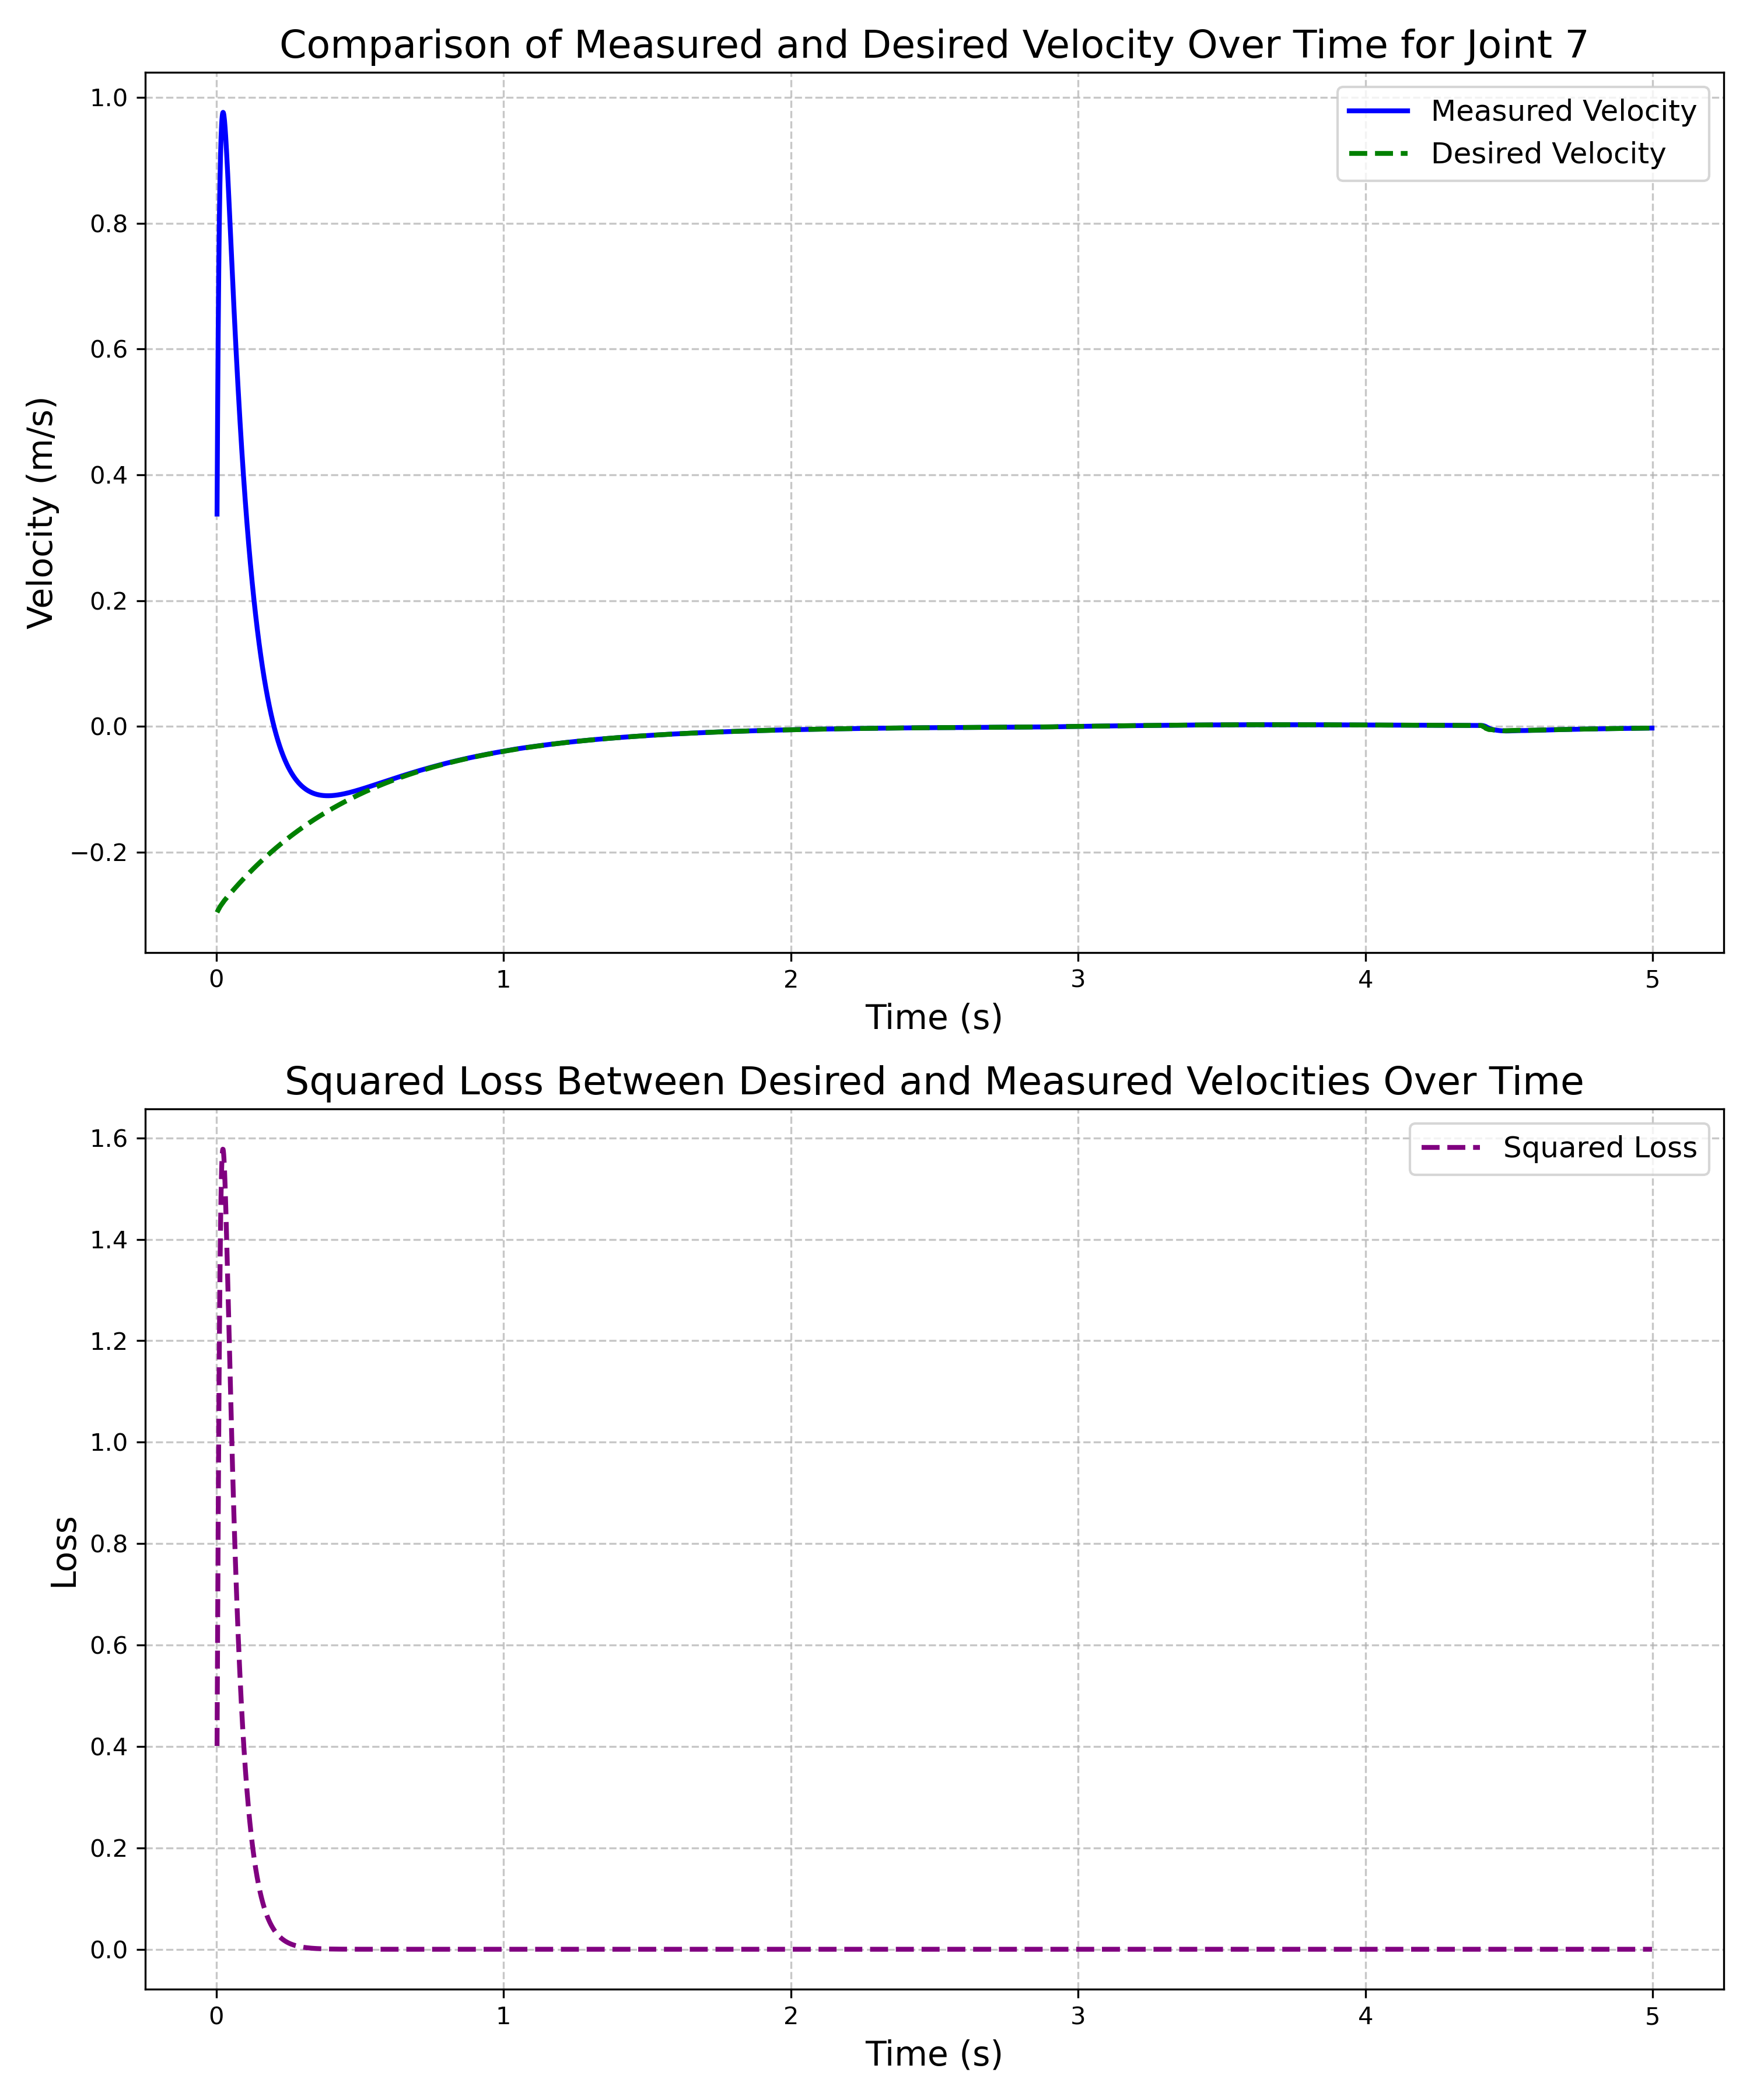 Comparison of Measured and Desired Velocity Over Time for Joint 7
Measured Velocity
Desired Velocity
Velocity (m/s)
1.0
0.8
0.6
0.4
0.2
0.0
−0.2
0 1 2 3 4 5
Time (s)
Squared Loss Between Desired and Measured Velocities Over Time
Squared Loss
Loss
1.6
1.4
1.2
1.0
0.8
0.6
0.4
0.2
0.0
0 1 2 3 4 5
Time (s)